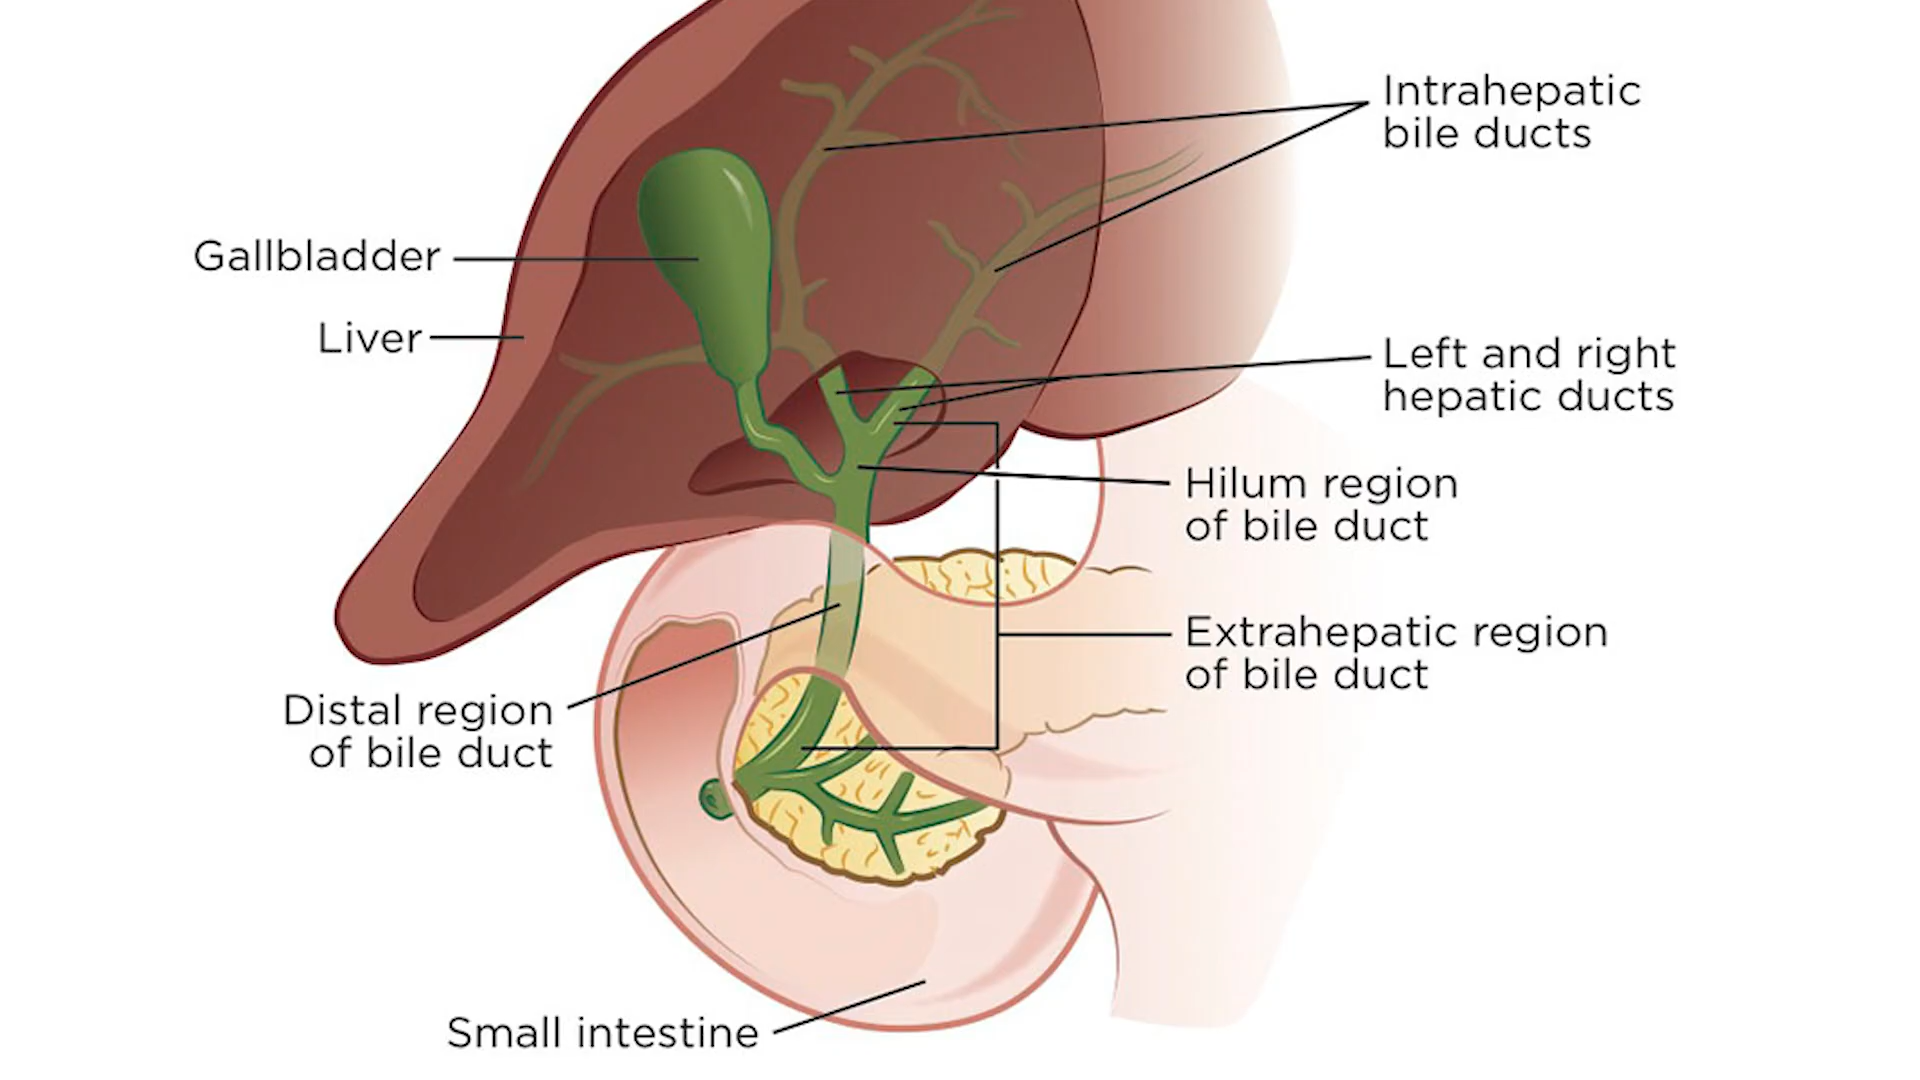 Intrahepatic
bile ducts
Gallbladder
Liver
Left and right
hepatic ducts
Hilum region
of bile duct
Extrahepatic region
of bile duct
Distal region
of bile duct
Small intestine